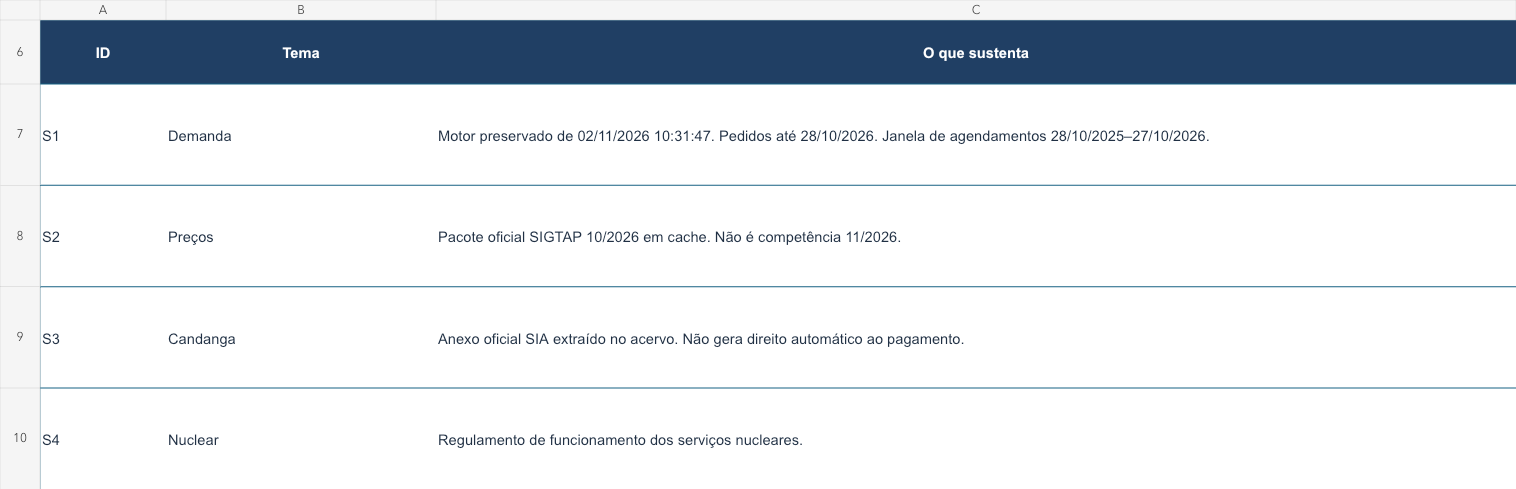 A B C
6 ID Tema O que sustenta
7 S1 Demanda Motor preservado de 02/11/2026 10:31:47. Pedidos até 28/10/2026. Janela de agendamentos 28/10/2025–27/10/2026.
8 S2 Preços Pacote oficial SIGTAP 10/2026 em cache. Não é competência 11/2026.
9 S3 Candanga Anexo oficial SIA extraído no acervo. Não gera direito automático ao pagamento.
10 S4 Nuclear Regulamento de funcionamento dos serviços nucleares.